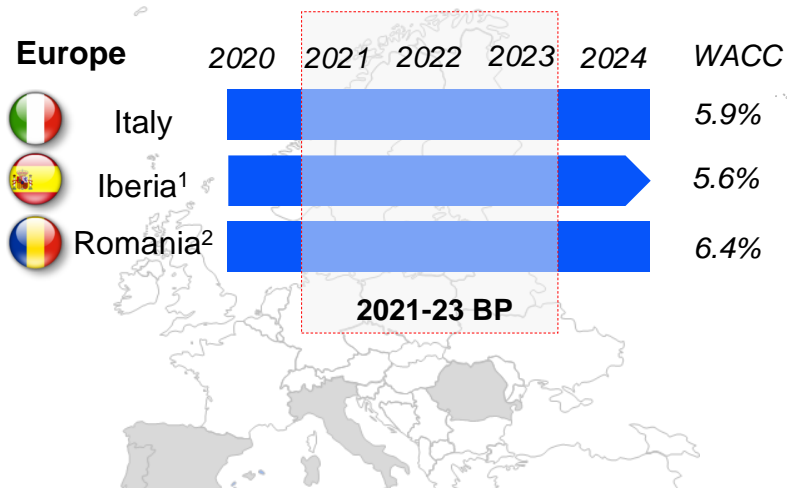 Europe 2020 2021 2022 2023 2024 WACC
Italy 5.9%
Iberia¹ 5.6%
Romania² 6.4%
2021-23 BP